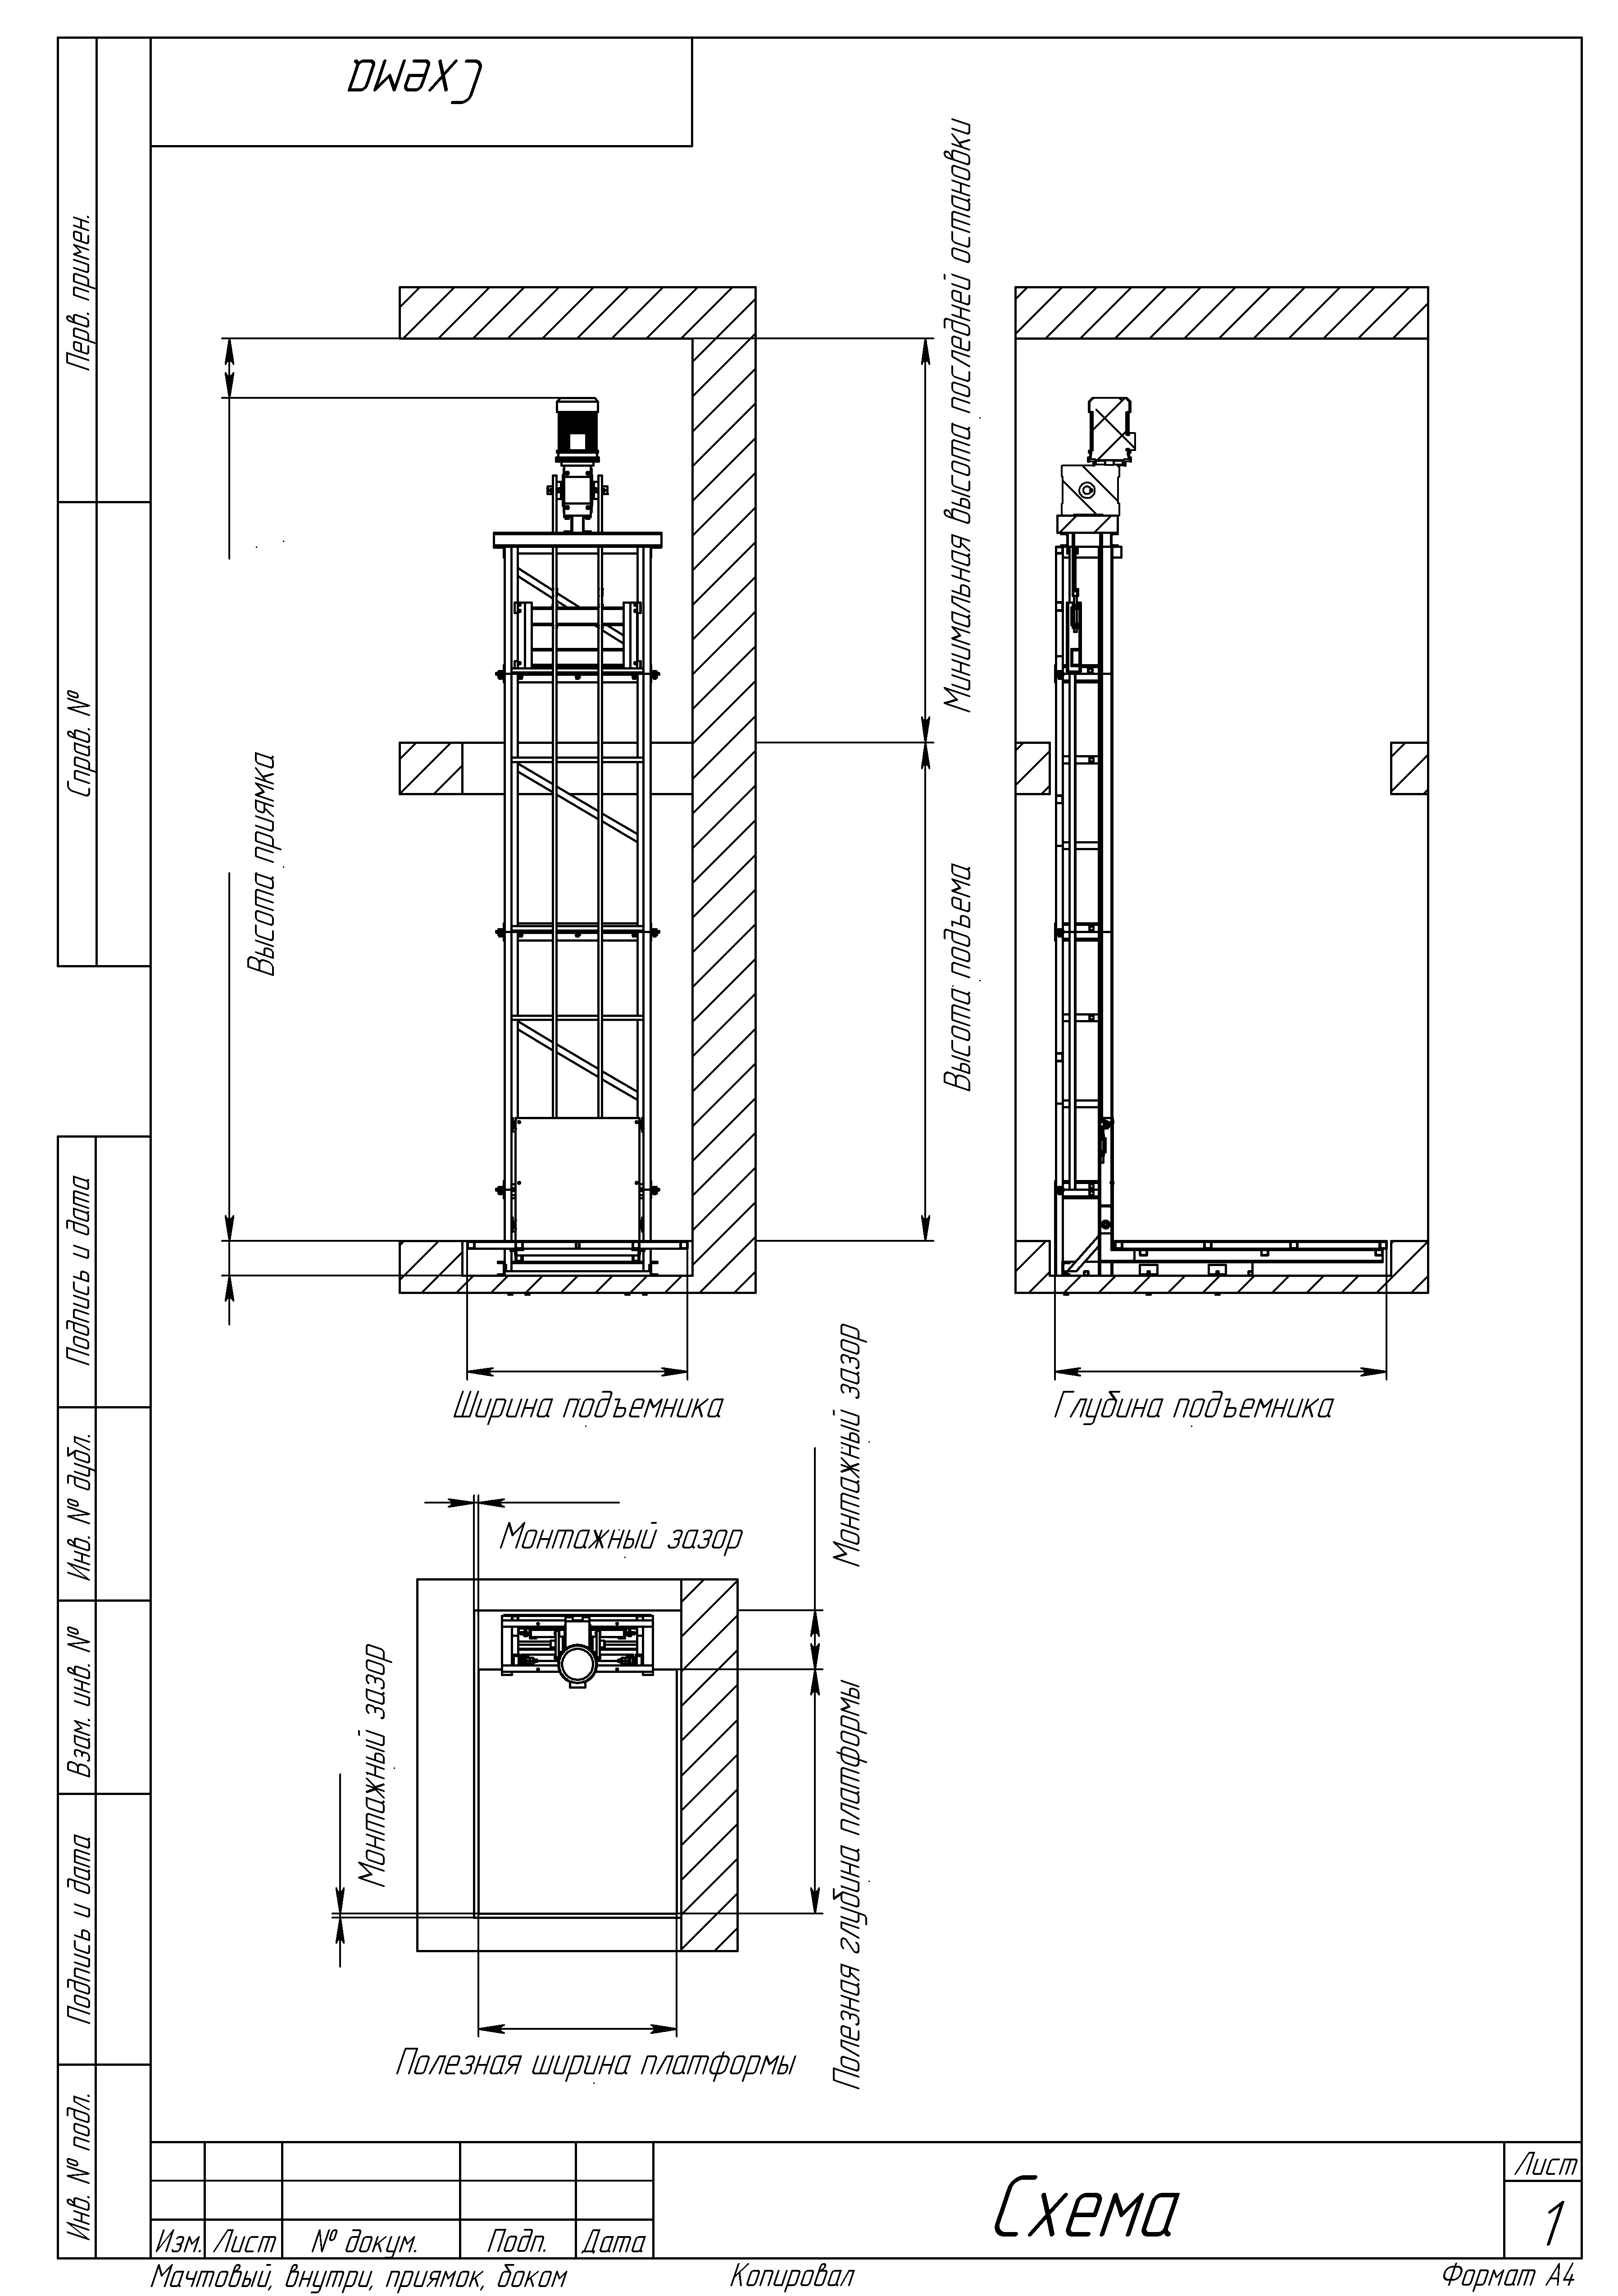 Схема
Перв. примен.
Справ. №
Подпись и дата
Инв. № дубл.
Взам. инв. №
Подпись и дата
Инв. № подл.
Минимальная высота последней остановки
Высота приямка
Высота подъема
Ширина подъемника
Глубина подъемника
Монтажный зазор
Монтажный зазор
Монтажный зазор
Полезная глубина платформы
Полезная ширина платформы
Изм. Лист № докум. Подп. Дата
Схема
Лист
1
Мачтовый, внутри, приямок, боком
Копировал
Формат А4